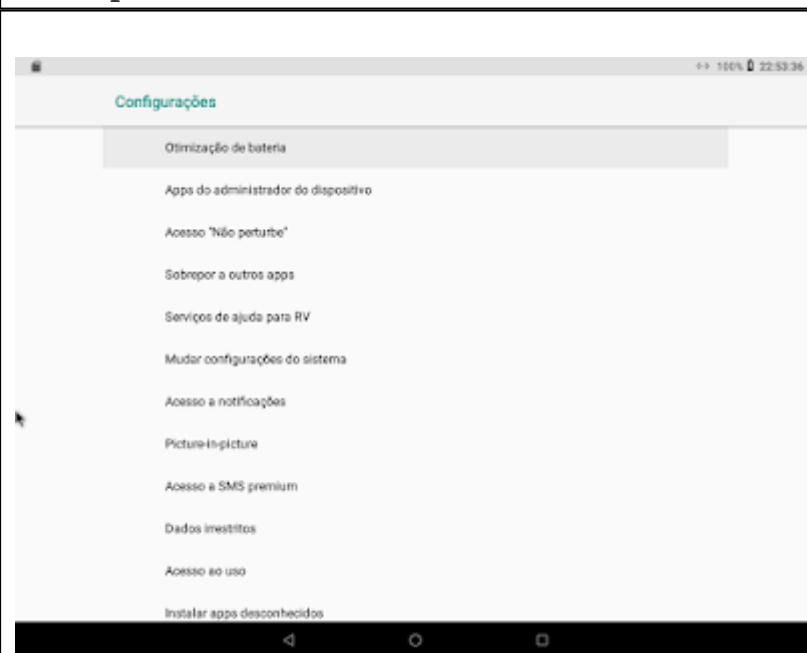 100% 22:53:36
Configurações
Otimização de bateria
Apps do administrador do dispositivo
Acesso "Não perturbe"
Sobrepor a outros apps
Serviços de ajuda para RV
Mudar configurações do sistema
Acesso a notificações
Picture-in-picture
Acesso a SMS premium
Dados irrestritos
Acesso ao uso
Instalar apps desconhecidos